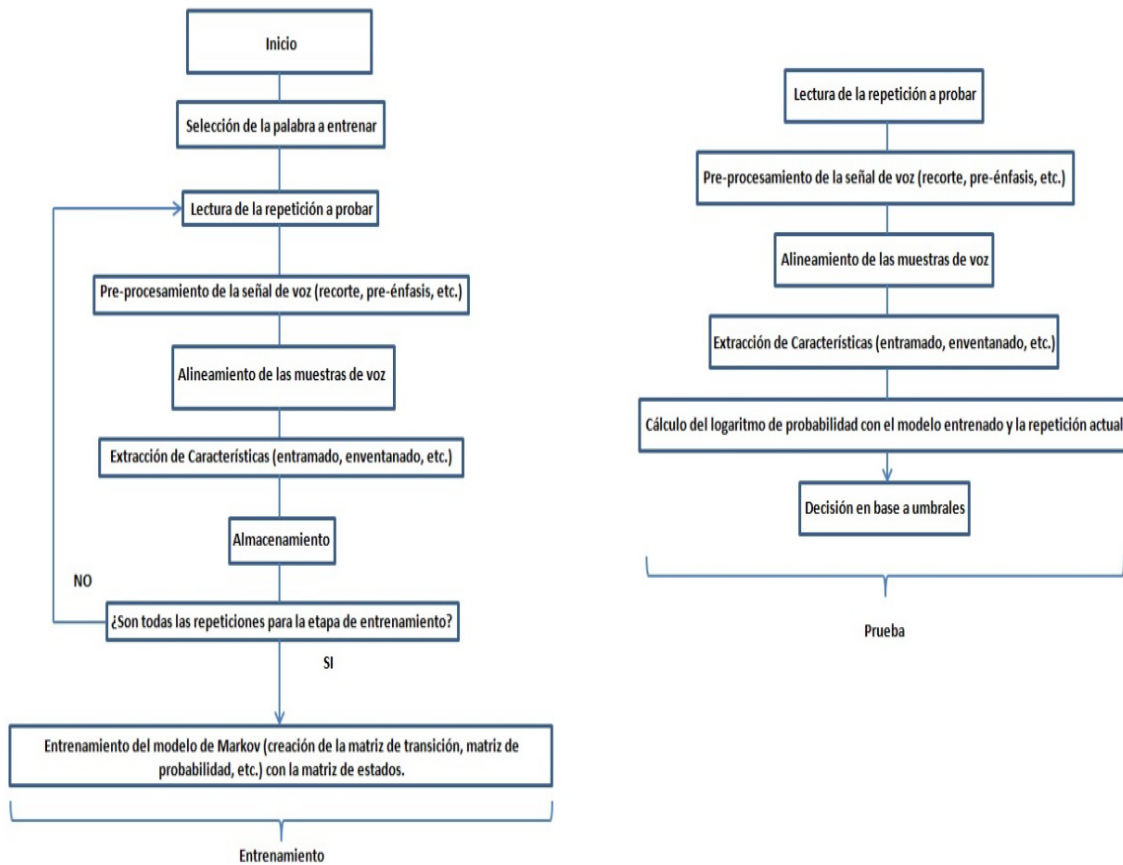 Inicio
Selección de la palabra a entrenar
Lectura de la repetición a probar
Pre-procesamiento de la señal de voz (recorte, pre-énfasis, etc.)
Alineamiento de las muestras de voz
Extracción de Características (entramado, enventanado, etc.)
Almacenamiento
NO
¿Son todas las repeticiones para la etapa de entrenamiento?
SI
Entrenamiento del modelo de Markov (creación de la matriz de transición, matriz de
probabilidad, etc.) con la matriz de estados.
Entrenamiento
Lectura de la repetición a probar
Pre-procesamiento de la señal de voz (recorte, pre-énfasis, etc.)
Alineamiento de las muestras de voz
Extracción de Características (entramado, enventanado, etc.)
Cálculo del logaritmo de probabilidad con el modelo entrenado y la repetición actual
Decisión en base a umbrales
Prueba